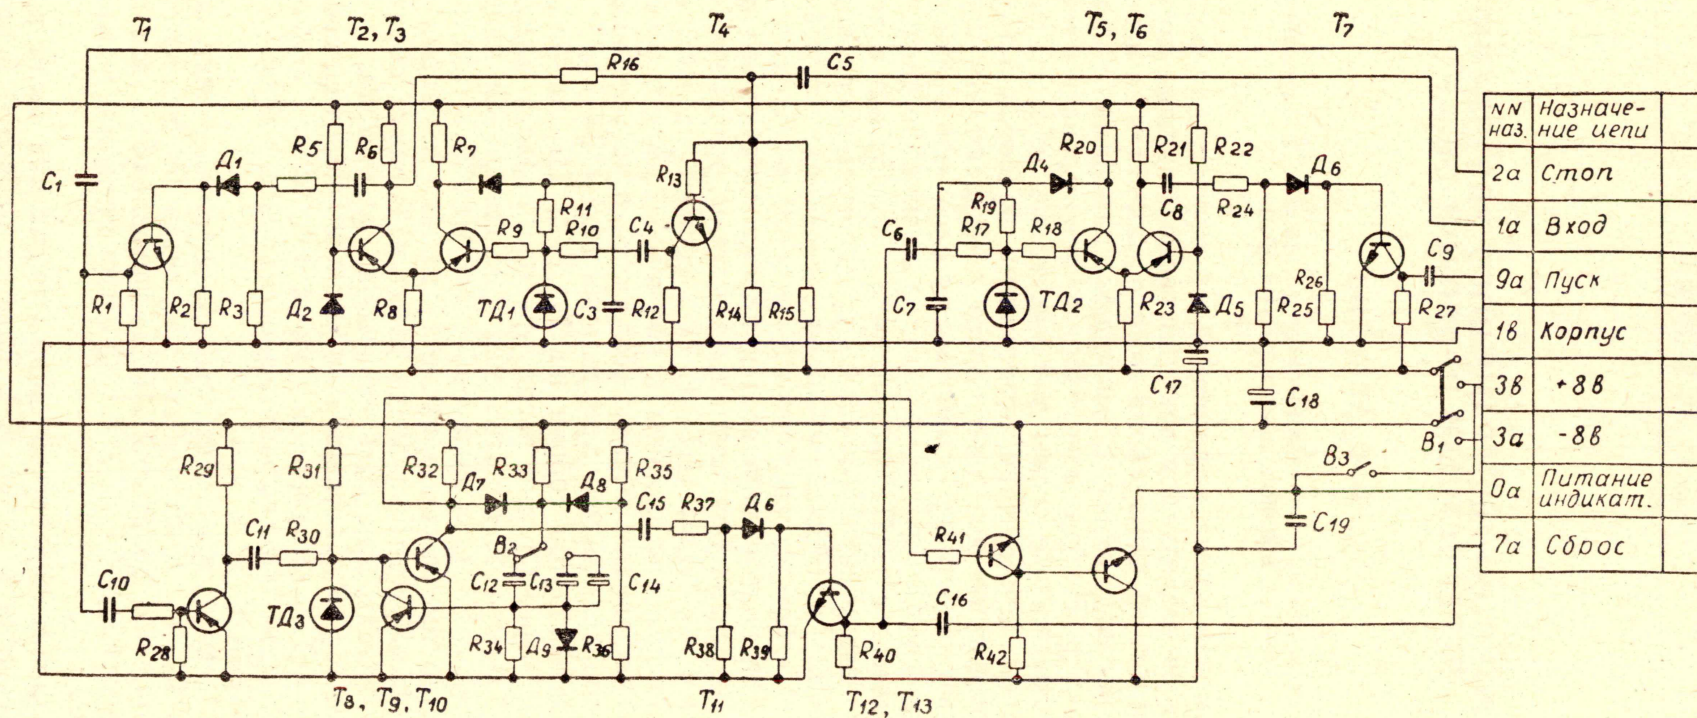 T1 T2, T3 T4 T5, T6 T7
R16 C5
C1 Д1 R5 R6 R7 R13 Д4 R20 R21 R22 Д6
R11 R19 C8 R24
R9 R10 C4 C6 R17 R18 C9
R1 R2 R3 Д2 R8 ТД1 C3 R12 R14 R15 C7 ТД2 R23 Д5 R25 R26 R27
C17 C18
B1
R29 R31 R32 Д7 R33 Д8 R35 B3
C15 R37 Д6 C19
C11 R30 B2 R41
C10 C12 C13 C14
ТД3 C16
R28 R34 Д9 R36 R38 R39 R40 R42
T8, T9, T10 T11 T12, T13
NN наз. Назначе-
ние цепи
2а Стоп
1а Вход
9а Пуск
1в Корпус
3в +8в
3а -8в
0а Питание
индикат.
7а Сброс